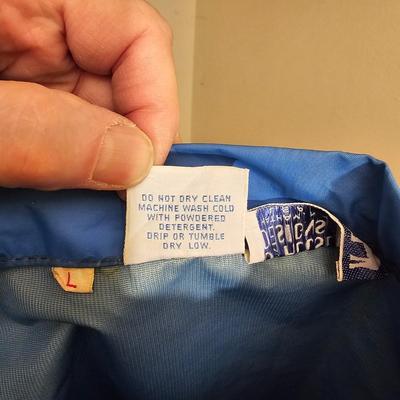 DO NOT DRY CLEAN
MACHINE WASH COLD
WITH POWDERED
DETERGENT.
DRIP OR TUMBLE
DRY LOW.
L